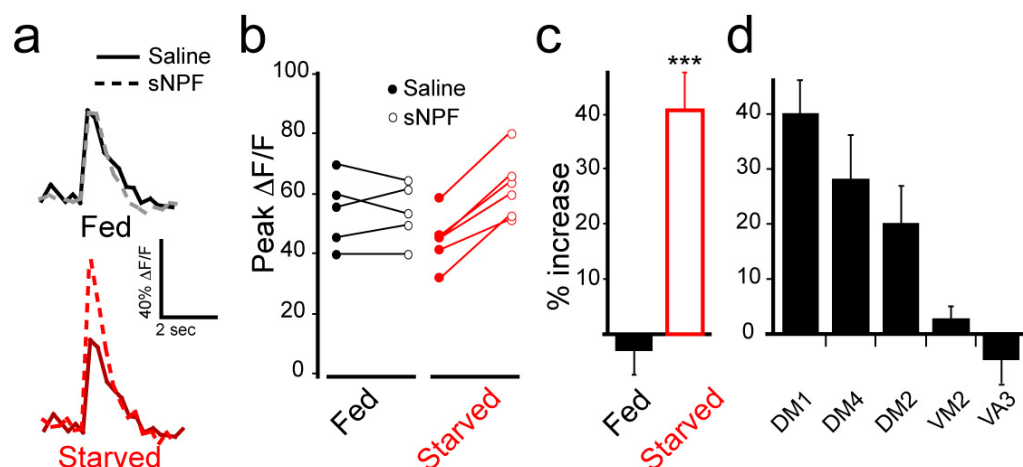 a
Saline
sNPF
Fed
40% ΔF/F
2 sec
Starved
b
Peak ΔF/F
100
80
60
40
20
0
Saline
sNPF
Fed
Starved
c
% increase
40
30
20
10
0
***
Fed
Starved
d
40
30
20
10
0
DM1
DM4
DM2
VM2
VA3